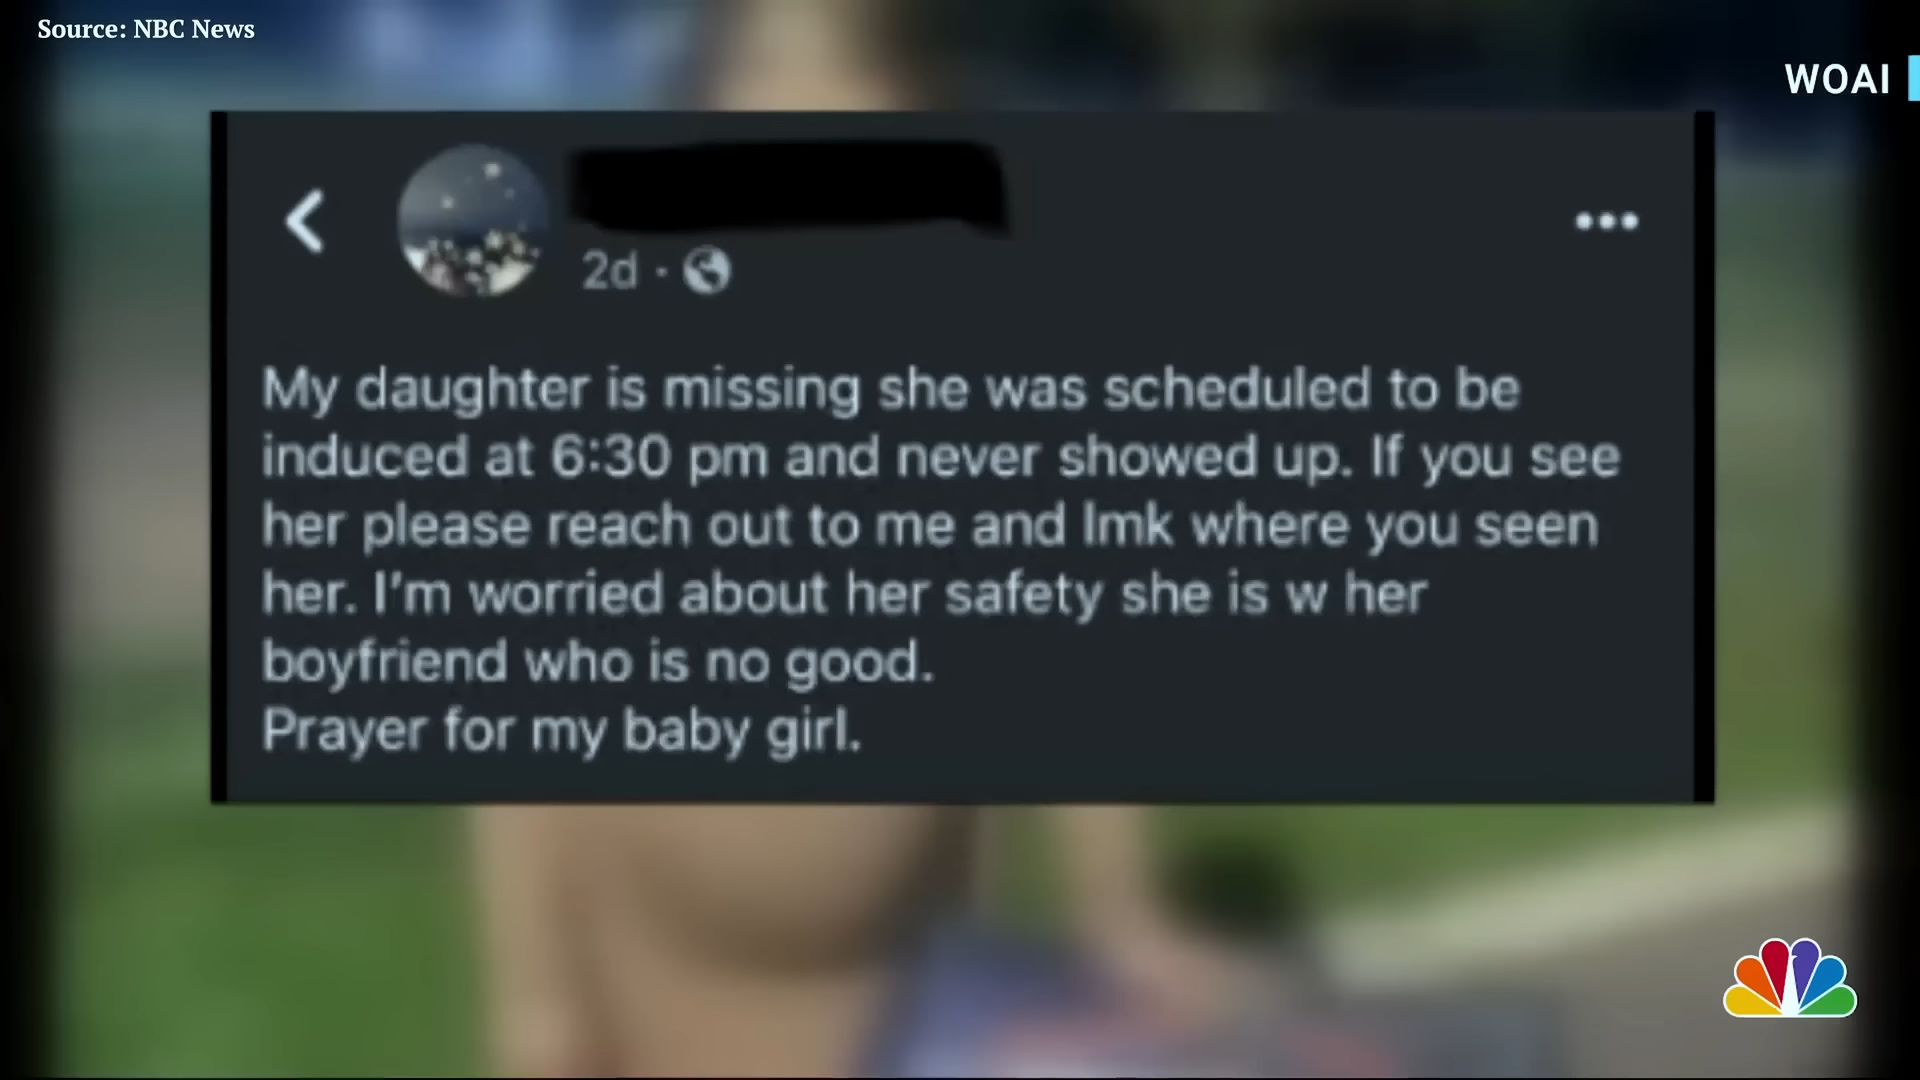 Source: NBC News
WOAI
2d ·
My daughter is missing she was scheduled to be
induced at 6:30 pm and never showed up. If you see
her please reach out to me and lmk where you seen
her. I'm worried about her safety she is w her
boyfriend who is no good.
Prayer for my baby girl.